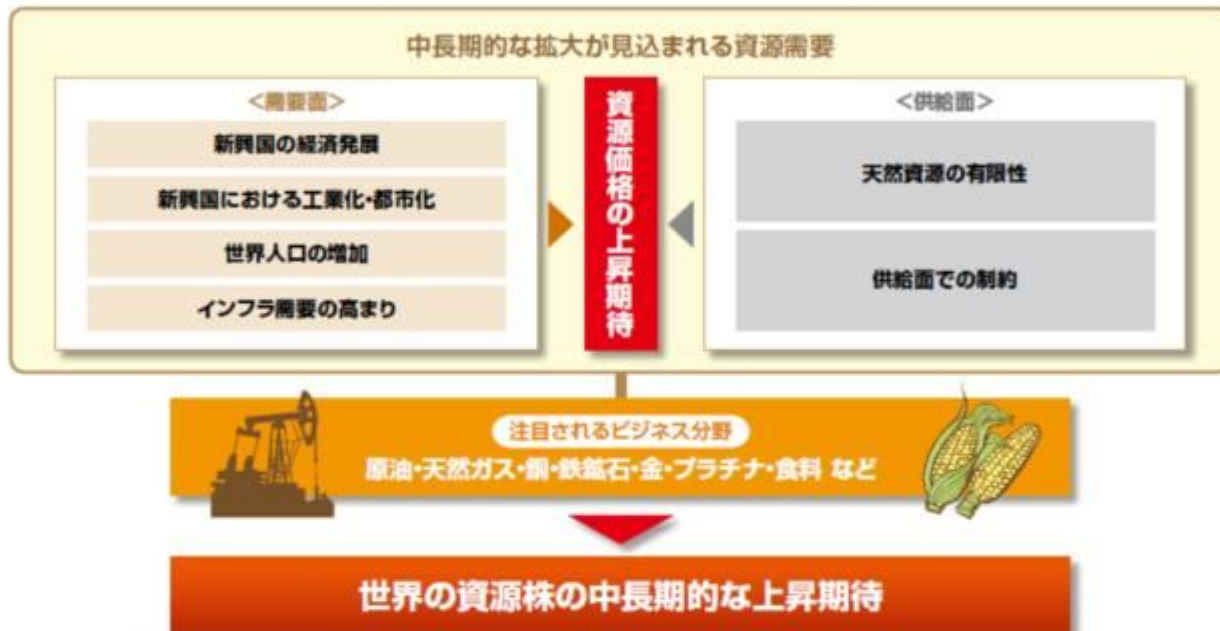 中長期的な拡大が見込まれる資源需要
＜需要面＞
新興国の経済発展
新興国における工業化・都市化
世界人口の増加
インフラ需要の高まり
資源価格の上昇期待
＜供給面＞
天然資源の有限性
供給面での制約
注目されるビジネス分野
原油・天然ガス・銅・鉄鉱石・金・プラチナ・食料 など
世界の資源株の中長期的な上昇期待